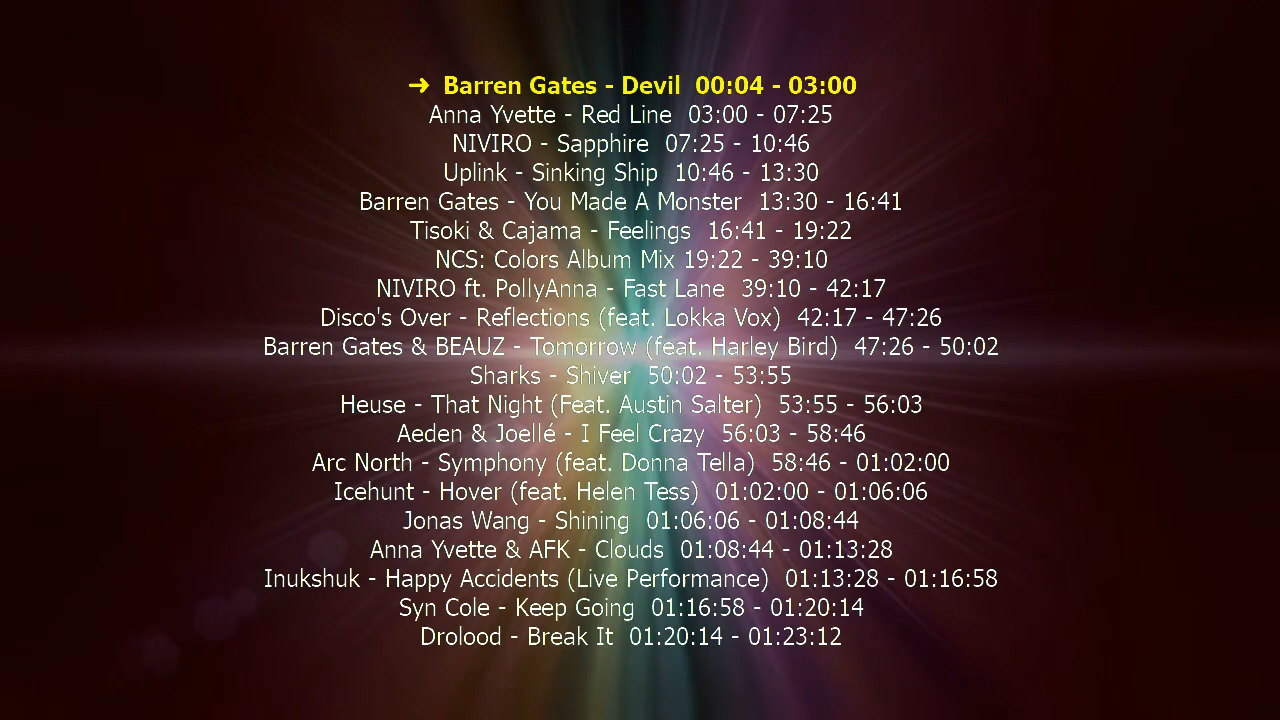 ➜ Barren Gates - Devil 00:04 - 03:00
Anna Yvette - Red Line 03:00 - 07:25
NIVIRO - Sapphire 07:25 - 10:46
Uplink - Sinking Ship 10:46 - 13:30
Barren Gates - You Made A Monster 13:30 - 16:41
Tisoki & Cajama - Feelings 16:41 - 19:22
NCS: Colors Album Mix 19:22 - 39:10
NIVIRO ft. PollyAnna - Fast Lane 39:10 - 42:17
Disco's Over - Reflections (feat. Lokka Vox) 42:17 - 47:26
Barren Gates & BEAUZ - Tomorrow (feat. Harley Bird) 47:26 - 50:02
Sharks - Shiver 50:02 - 53:55
Heuse - That Night (Feat. Austin Salter) 53:55 - 56:03
Aeden & Joellé - I Feel Crazy 56:03 - 58:46
Arc North - Symphony (feat. Donna Tella) 58:46 - 01:02:00
Icehunt - Hover (feat. Helen Tess) 01:02:00 - 01:06:06
Jonas Wang - Shining 01:06:06 - 01:08:44
Anna Yvette & AFK - Clouds 01:08:44 - 01:13:28
Inukshuk - Happy Accidents (Live Performance) 01:13:28 - 01:16:58
Syn Cole - Keep Going 01:16:58 - 01:20:14
Drolood - Break It 01:20:14 - 01:23:12